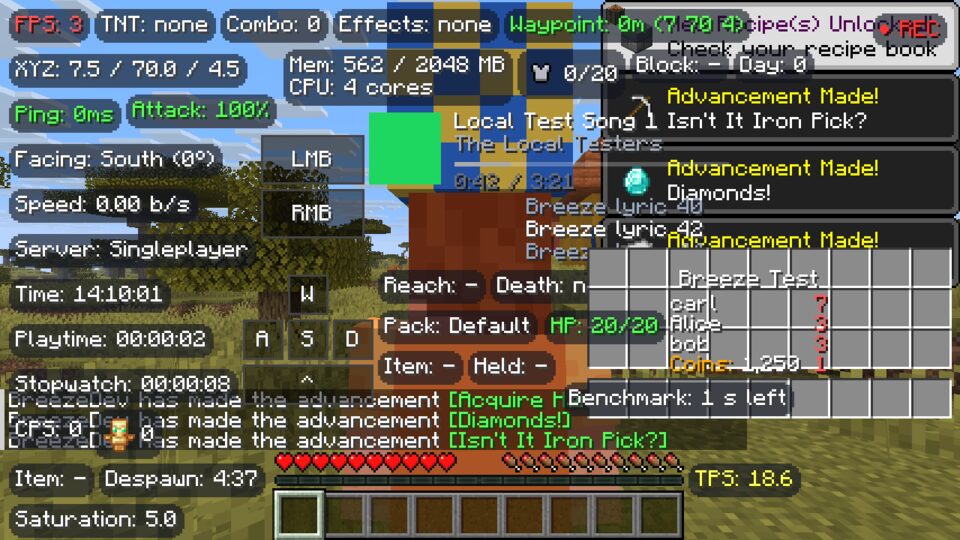 FPS: 3 TNT: none Combo: 0 Effects: none Waypoint: 0m (7 70 4)
Recipe(s) Unlocked!
REC
Check your recipe book
XYZ: 7.5 / 70.0 / 4.5
Mem: 562 / 2048 MB
CPU: 4 cores
0/20
Block: - Day: 0
Ping: 0ms
Attack: 100%
Advancement Made!
Isn't It Iron Pick?
Local Test Song 1
The Local Testers
0:42 / 3:21
Facing: South (0°)
LMB
Advancement Made!
Diamonds!
Speed: 0.00 b/s
RMB
Breeze lyric 40
Breeze lyric 42
Breeze
Advancement Made!
Server: Singleplayer
Time: 14:10:01
W
Reach: - Death: n
Breeze Test
carl 7
Alice 3
bob 3
Coins: 1,250 1
Playtime: 00:00:02
A S D
Pack: Default HP: 20/20
Item: - Held: -
Stopwatch: 00:00:08
^
Benchmark: 1 s left
BreezeDev has made the advancement [Acquire H
BreezeDev has made the advancement [Diamonds!]
BreezeDev has made the advancement [Isn't It Iron Pick?]
CPS: 0
0
Item: - Despawn: 4:37
TPS: 18.6
Saturation: 5.0